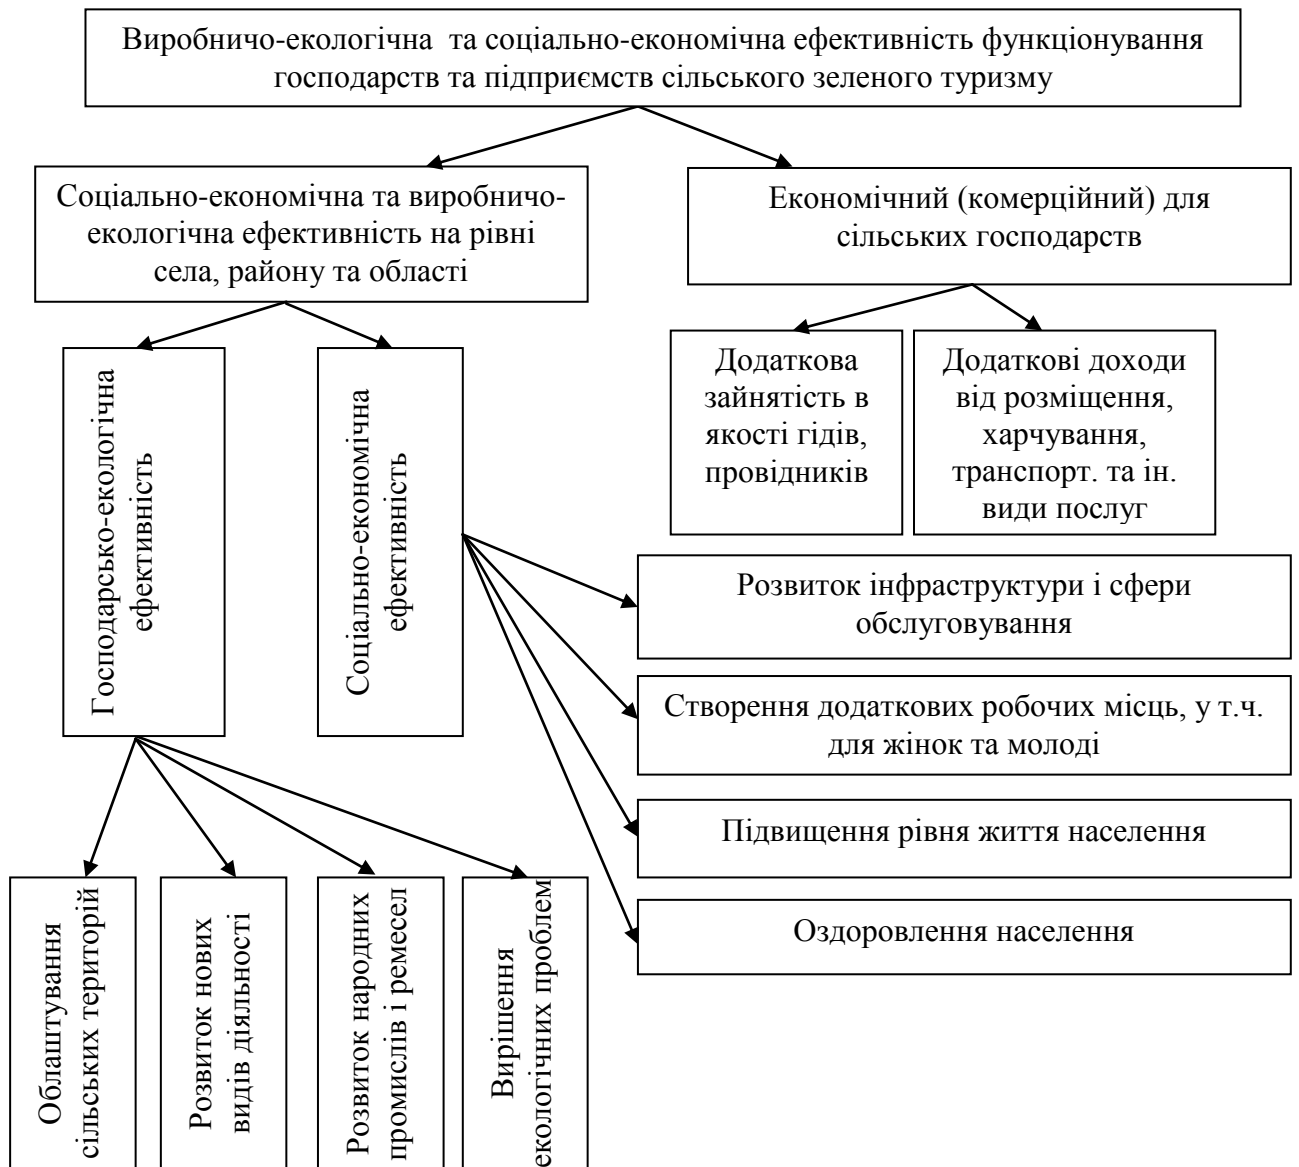 Виробничо-екологічна та соціально-економічна ефективність функціонування
господарств та підприємств сільського зеленого туризму
Соціально-економічна та виробничо-
екологічна ефективність на рівні
села, району та області
Економічний (комерційний) для
сільських господарств
Господарсько-екологічна
ефективність
Соціально-економічна
ефективність
Додаткова
зайнятість в
якості гідів,
провідників
Додаткові доходи
від розміщення,
харчування,
транспорт. та ін.
види послуг
Розвиток інфраструктури і сфери
обслуговування
Створення додаткових робочих місць, у т.ч.
для жінок та молоді
Підвищення рівня життя населення
Оздоровлення населення
Облаштування
сільських територій
Розвиток нових
видів діяльності
Розвиток народних
промислів і ремесел
Вирішення
екологічних проблем